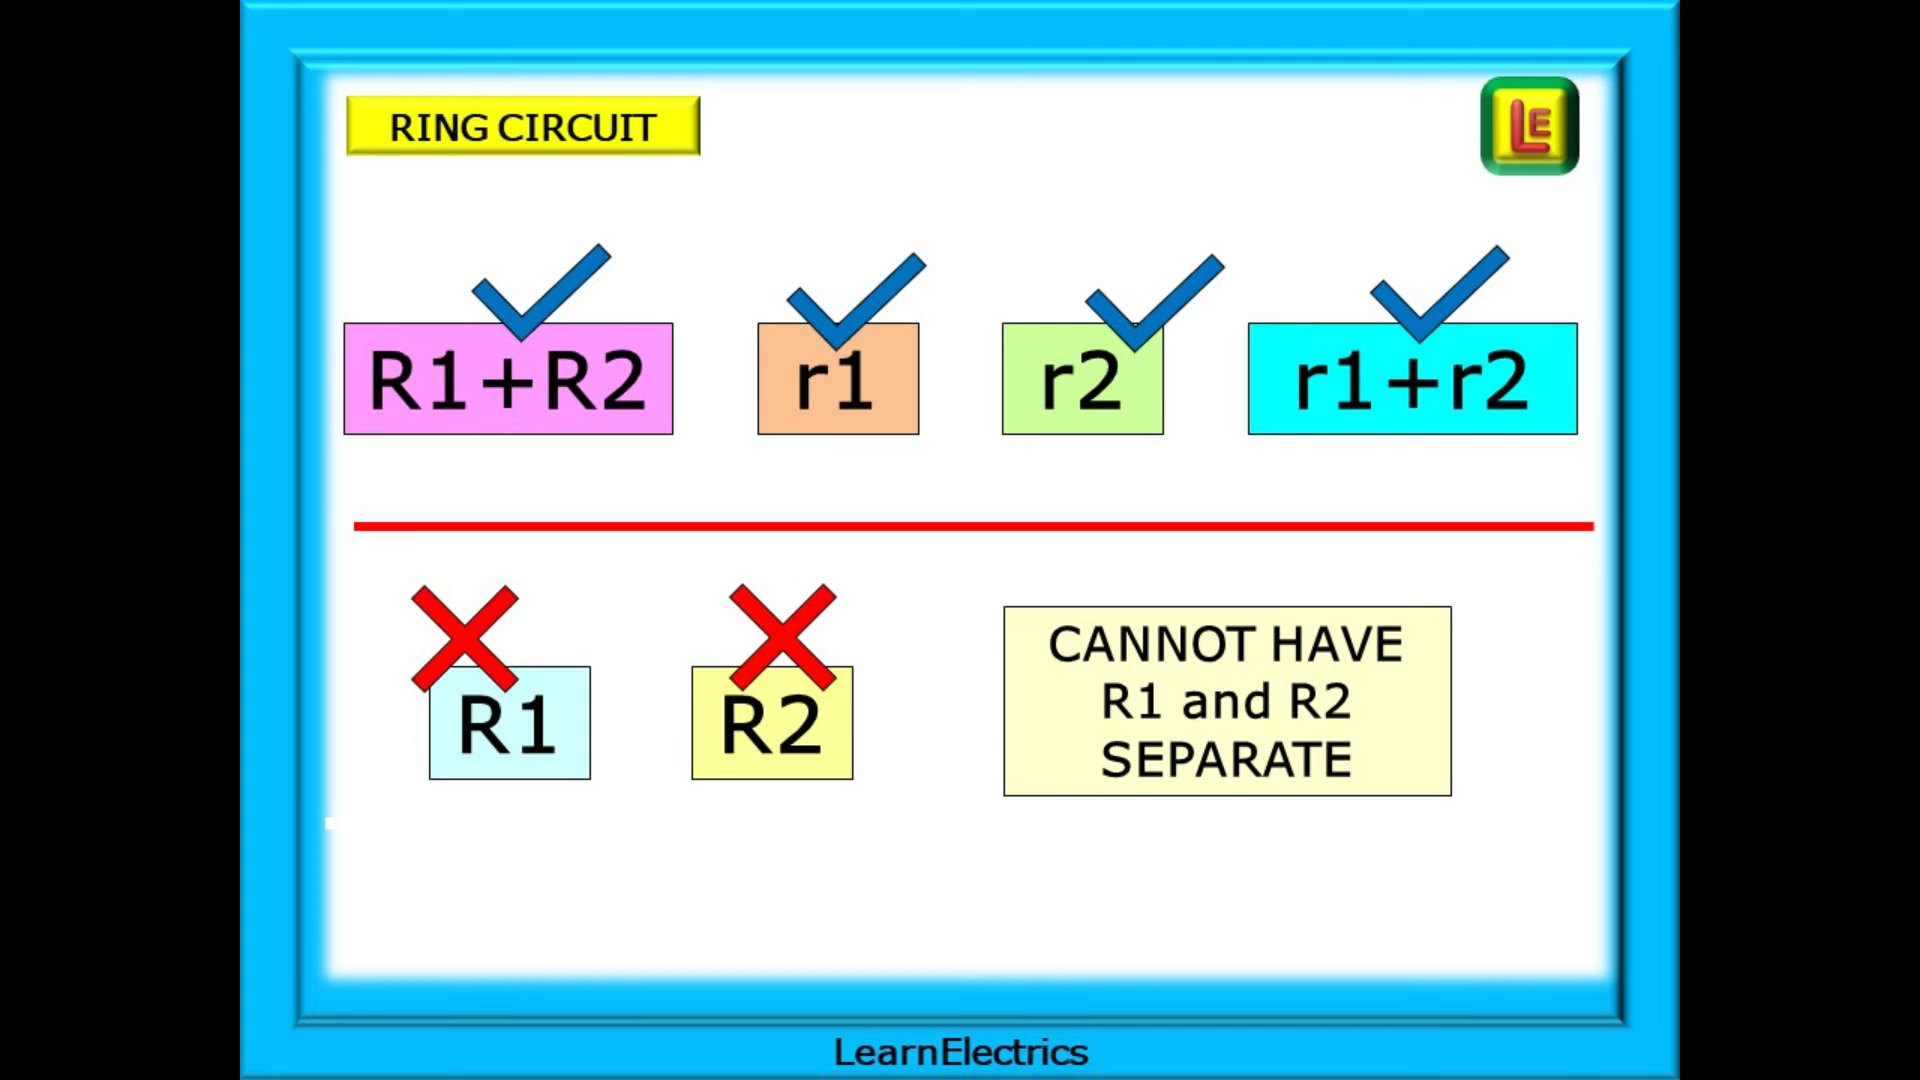 RING CIRCUIT
LE
R1+R2
r1
r2
r1+r2
R1
R2
CANNOT HAVE
R1 and R2
SEPARATE
LearnElectrics